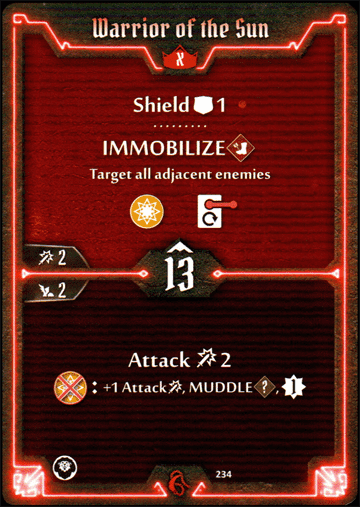 Warrior of the Sun
X
Shield 1
IMMOBILIZE
Target all adjacent enemies
2
13
2
Attack 2
: +1 Attack, MUDDLE ?, 1
234